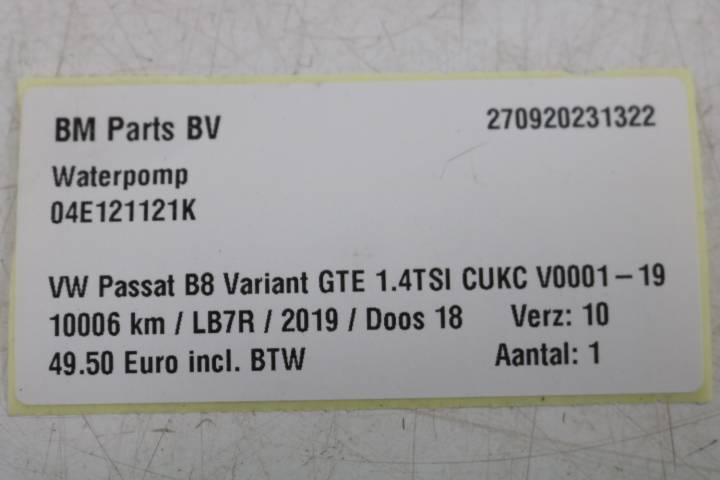 BM Parts BV 270920231322
Waterpomp
04E121121K
VW Passat B8 Variant GTE 1.4TSI CUKC V0001-19
10006 km / LB7R / 2019 / Doos 18 Verz: 10
49.50 Euro incl. BTW Aantal: 1